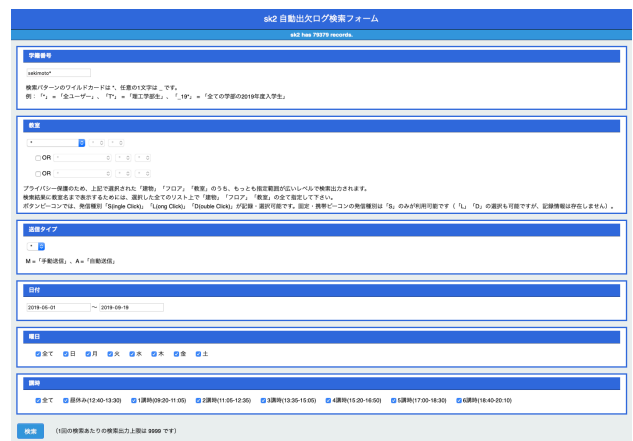 sk2 自動出欠ログ検索フォーム
sk2 has 79379 records.
学籍番号
sekimoto*
検索パターンのワイルドカードは *、任意の1文字は _ です。
例：「*」=「全ユーザー」、「T*」=「理工学部生」、「_19*」=「全ての学部の2019年度入学生」
教室
* * *
OR * * *
OR * * *
プライバシー保護のため、上記で選択された「建物」「フロア」「教室」のうち、もっとも指定範囲が広いレベルで検索出力されます。
検索結果に教室名まで表示するためには、選択した全てのリスト上で「建物」「フロア」「教室」の全て指定して下さい。
ボタンビーコンでは、発信種別「S(ingle Click)」「L(ong Click)」「D(ouble Click)」が記録・選択可能です。固定・携帯ビーコンの発信種別は「S」のみが利用可能です（「L」「D」の選択も可能ですが、記録情報は存在しません）。
送信タイプ
*
M =「手動送信」、A =「自動送信」
日付
2019-05-01 ～ 2019-09-19
曜日
全て 日 月 火 水 木 金 土
講時
全て 昼休み(12:40-13:30) 1講時(09:20-11:05) 2講時(11:05-12:35) 3講時(13:35-15:05) 4講時(15:20-16:50) 5講時(17:00-18:30) 6講時(18:40-20:10)
検索 (1回の検索あたりの検索出力上限は 9999 です)